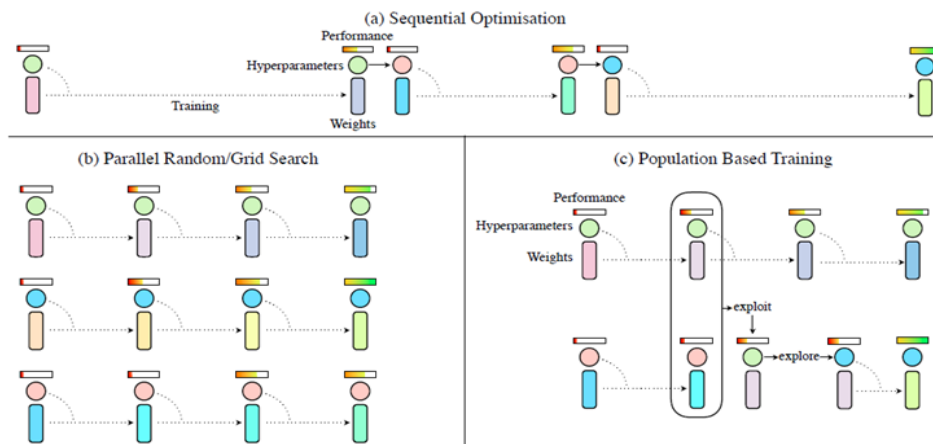 (a) Sequential Optimisation
Performance
Hyperparameters
Training
Weights
(b) Parallel Random/Grid Search
(c) Population Based Training
Performance
Hyperparameters
Weights
exploit
explore